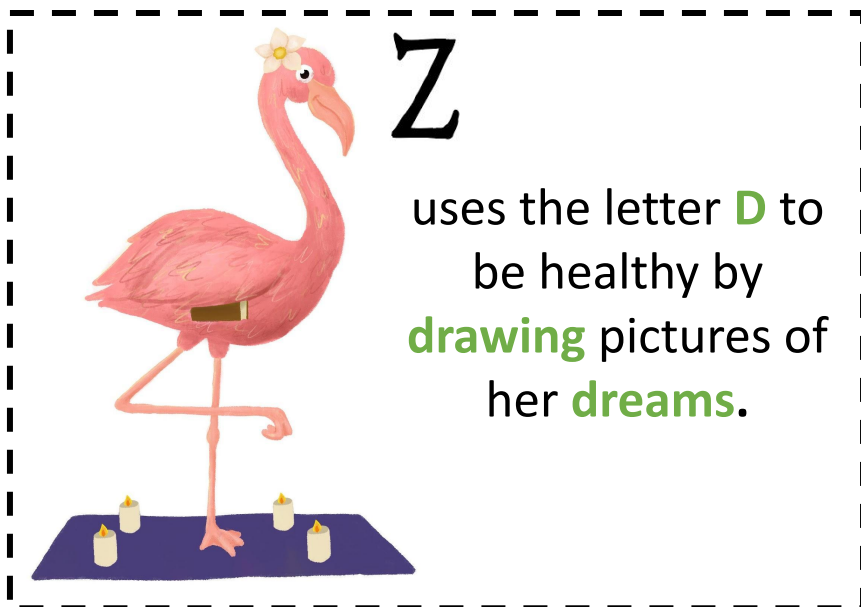 Z
uses the letter D to
be healthy by
drawing pictures of
her dreams.